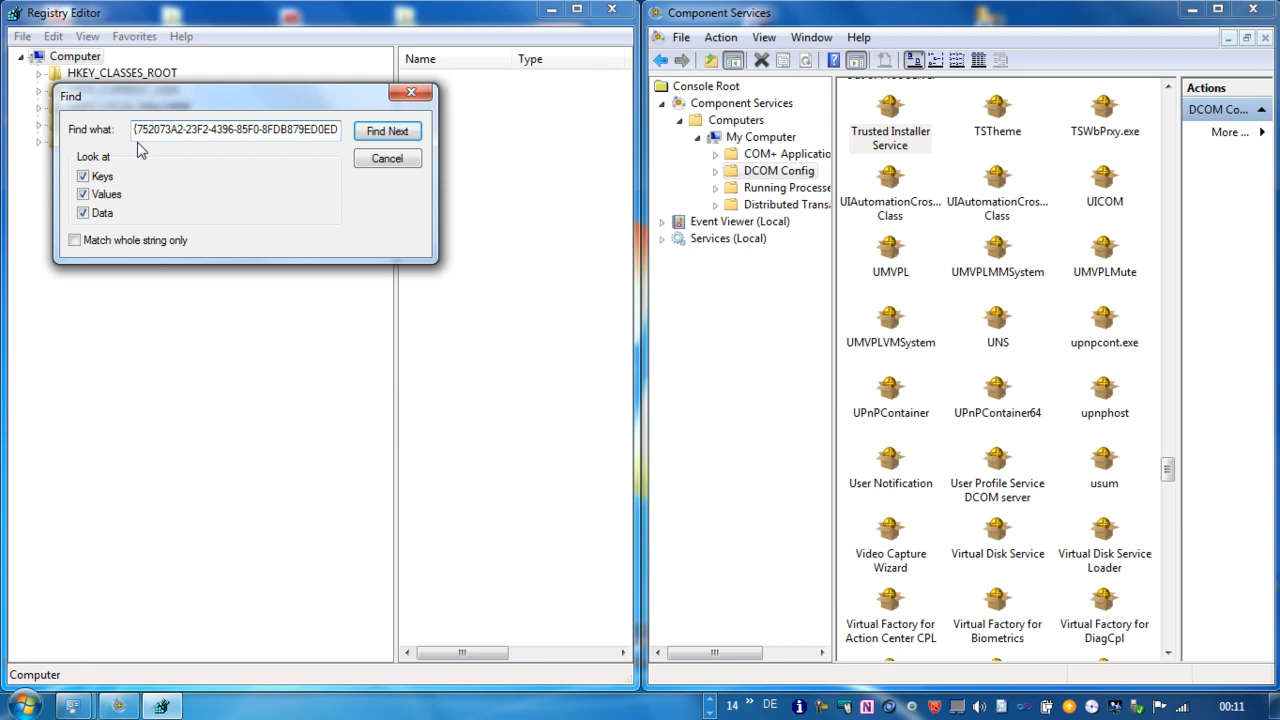 Registry Editor
File Edit View Favorites Help
Computer
HKEY_CLASSES_ROOT
Name Type
Find
Find what: {752073A2-23F2-4396-85F0-8FDB879ED0ED
Find Next
Look at
Cancel
Keys
Values
Data
Match whole string only
Computer
Component Services
File Action View Window Help
Console Root
Component Services
Computers
My Computer
COM+ Applicatio
DCOM Config
Running Processe
Distributed Trans
Event Viewer (Local)
Services (Local)
Trusted Installer
Service
TSTheme
TSWbPrxy.exe
UIAutomationCros...
Class
UIAutomationCros...
Class
UICOM
UMVPL
UMVPLMMSystem
UMVPLMute
UMVPLVMSystem
UNS
upnpcont.exe
UPnPContainer
UPnPContainer64
upnphost
User Notification
User Profile Service
DCOM server
usum
Video Capture
Wizard
Virtual Disk Service
Virtual Disk Service
Loader
Virtual Factory for
Action Center CPL
Virtual Factory for
Biometrics
Virtual Factory for
DiagCpl
Actions
DCOM Co...
More ...
14 » DE
00:11